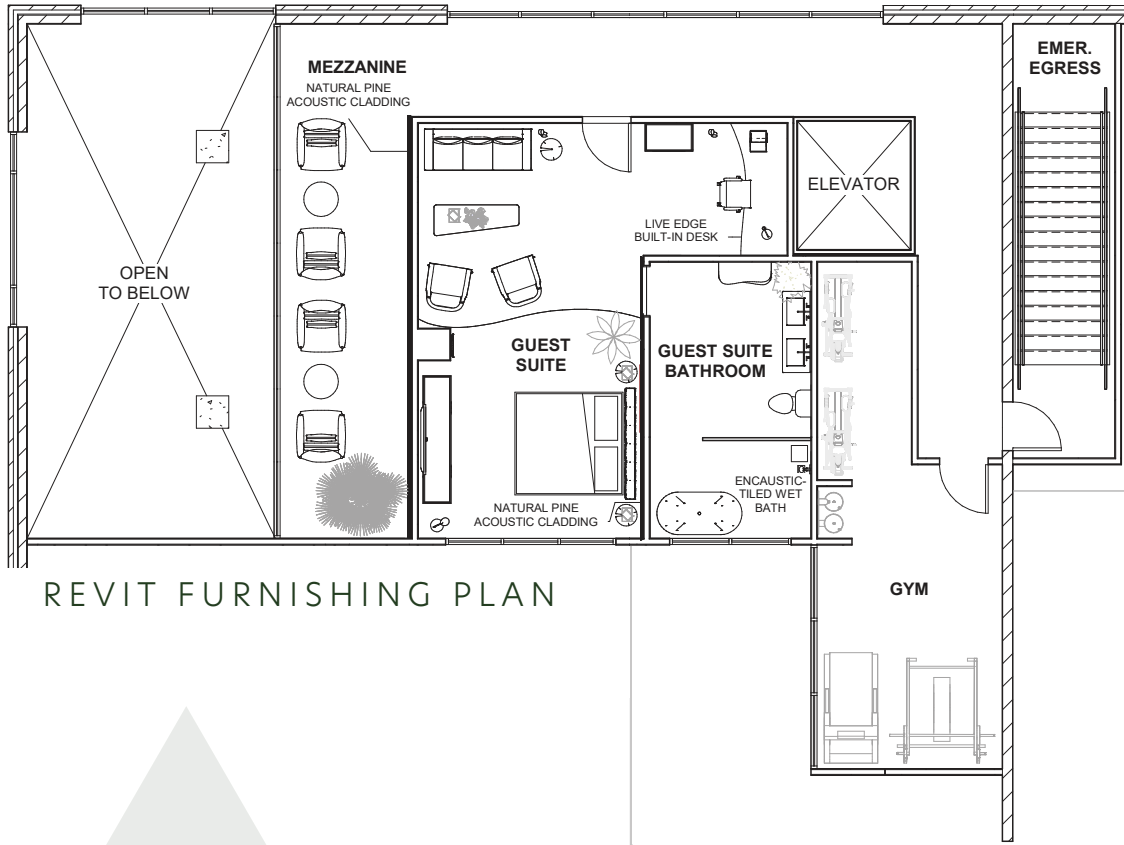 MEZZANINE
NATURAL PINE
ACOUSTIC CLADDING
EMER.
EGRESS
ELEVATOR
LIVE EDGE
BUILT-IN DESK
OPEN
TO BELOW
GUEST
SUITE
GUEST SUITE
BATHROOM
ENCAUSTIC-
TILED WET
BATH
NATURAL PINE
ACOUSTIC CLADDING
GYM
REVIT FURNISHING PLAN